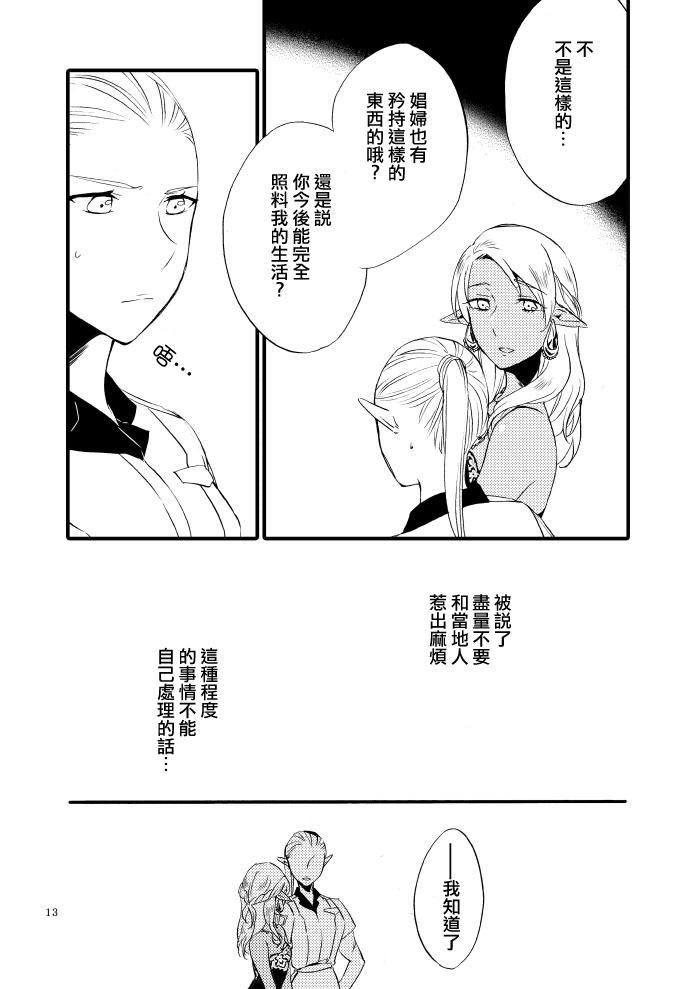 不
不是這樣的…
娼婦也有
矜持這樣的
東西的哦？
還是説
你今後能完全
照料我的生活？
唔…
被説了
盡量不要
和當地人
惹出麻煩
這種程度
的事情不能
自己處理的話…
──我知道了
13